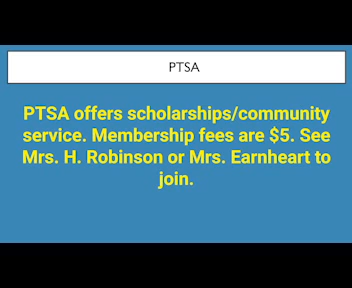 PTSA
PTSA offers scholarships/community
service. Membership fees are $5. See
Mrs. H. Robinson or Mrs. Earnheart to
join.